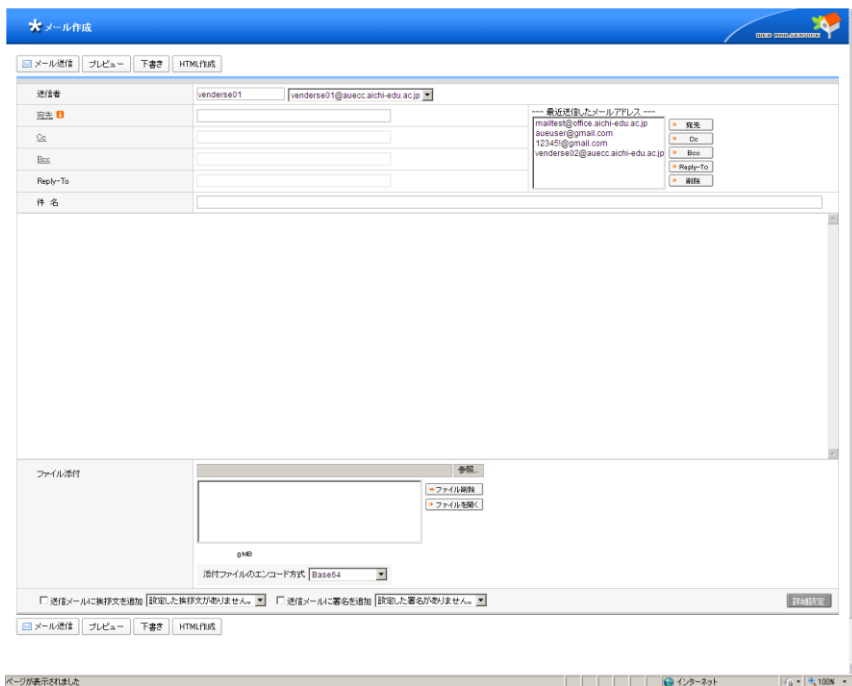 メール作成
WEB MAIL SERVICE
メール送信 プレビュー 下書き HTML作成
送信者 venderse01 venderse01@auecc.aichi-edu.ac.jp
宛先
--- 最近送信したメールアドレス ---
mailtest@office.aichi-edu.ac.jp 宛先
aueuser@gmail.com
Cc
12345!@gmail.com Cc
venderse02@auecc.aichi-edu.ac.jp Bcc
Bcc
Reply-To
Reply-To
削除
件 名
ファイル添付 参照...
ファイル削除
ファイルを開く
0MB
添付ファイルのエンコード方式 Base64
送信メールに挨拶文を追加 設定した挨拶文がありません。 送信メールに署名を追加 設定した署名がありません。 詳細設定
メール送信 プレビュー 下書き HTML作成
ページが表示されました インターネット 100%